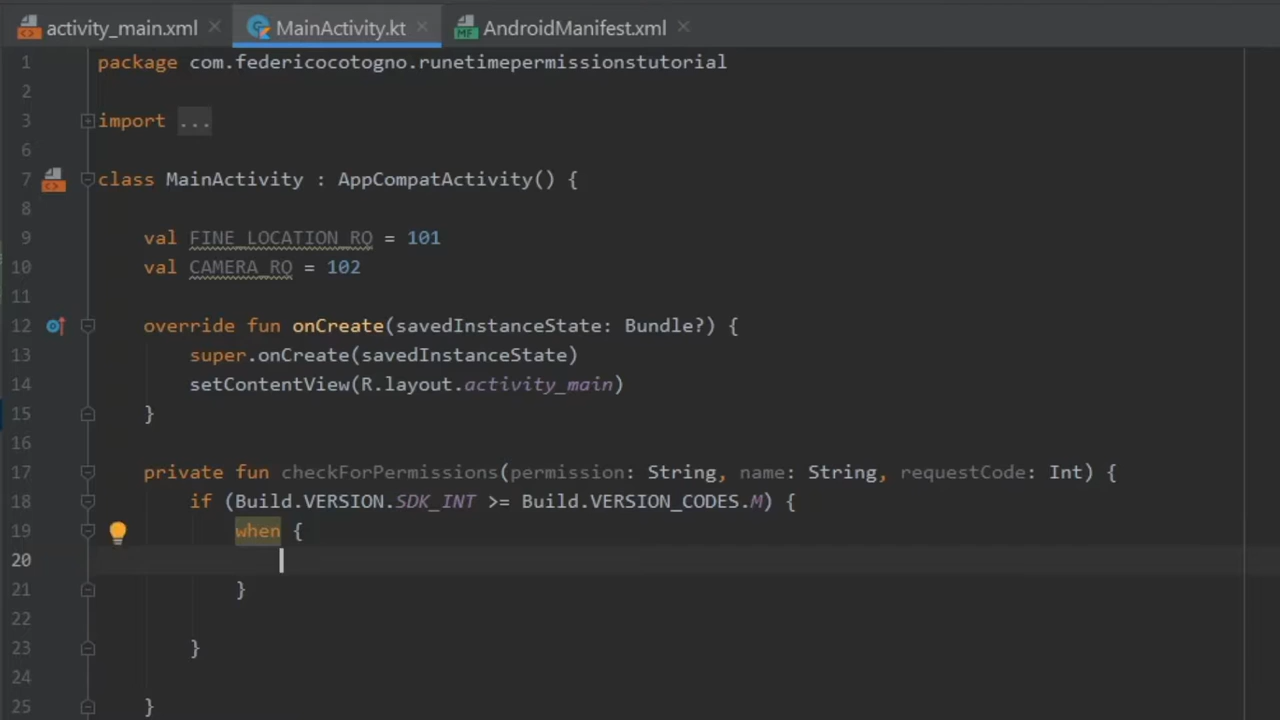 activity_main.xml MainActivity.kt AndroidManifest.xml
1 package com.federicocotogno.runetimepermissionstutorial
2
3 import ...
6
7 class MainActivity : AppCompatActivity() {
8
9 val FINE_LOCATION_RQ = 101
10 val CAMERA_RQ = 102
11
12 override fun onCreate(savedInstanceState: Bundle?) {
13 super.onCreate(savedInstanceState)
14 setContentView(R.layout.activity_main)
15 }
16
17 private fun checkForPermissions(permission: String, name: String, requestCode: Int) {
18 if (Build.VERSION.SDK_INT >= Build.VERSION_CODES.M) {
19 when {
20
21 }
22
23 }
24
25 }